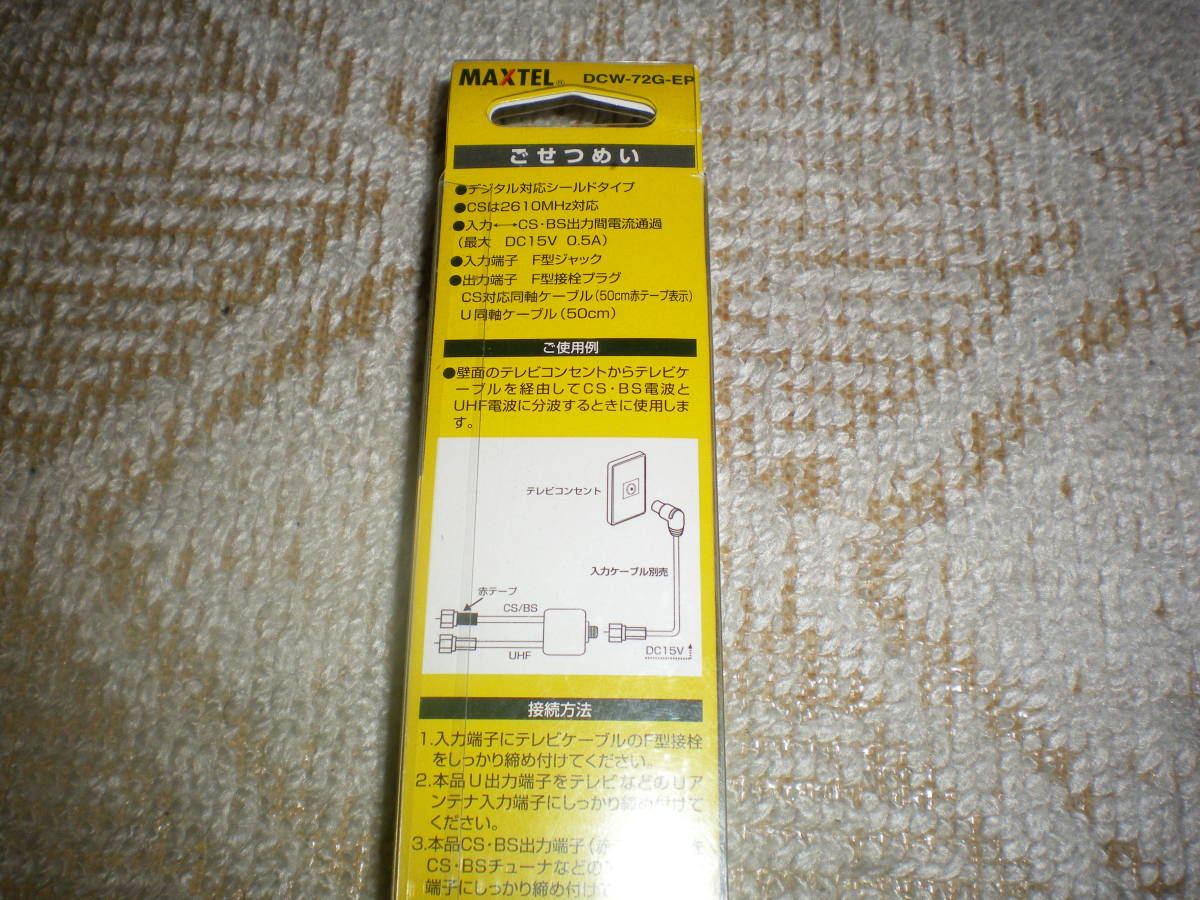 MAXTEL® DCW-72G-EP
ごせつめい
●デジタル対応シールドタイプ
●CSは2610MHz対応
●入力←→CS・BS出力間電流通過
(最大 DC15V 0.5A)
●入力端子 F型ジャック
●出力端子 F型接栓プラグ
CS対応同軸ケーブル(50cm赤テープ表示)
U同軸ケーブル(50cm)
ご使用例
●壁面のテレビコンセントからテレビケ
ーブルを経由してCS・BS電波と
UHF電波に分波するときに使用しま
す。
テレビコンセント
入力ケーブル別売
赤テープ
CS/BS
UHF
DC15V
接続方法
1.入力端子にテレビケーブルのF型接栓
をしっかり締め付けてください。
2.本品U出力端子をテレビなどのUア
ンテナ入力端子にしっかり締め付けて
ください。
3.本品CS・BS出力端子(赤
CS・BSチューナなどの
端子にしっかり締め付け